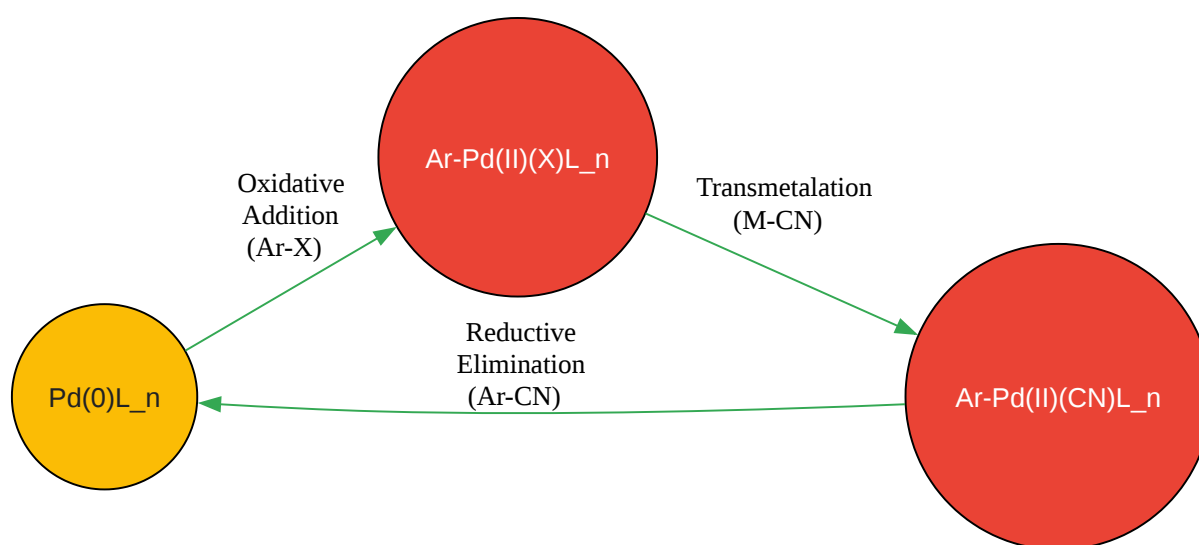 Ar-Pd(II)(X)L_n
Oxidative
Addition
(Ar-X)
Transmetalation
(M-CN)
Reductive
Elimination
(Ar-CN)
Pd(0)L_n
Ar-Pd(II)(CN)L_n